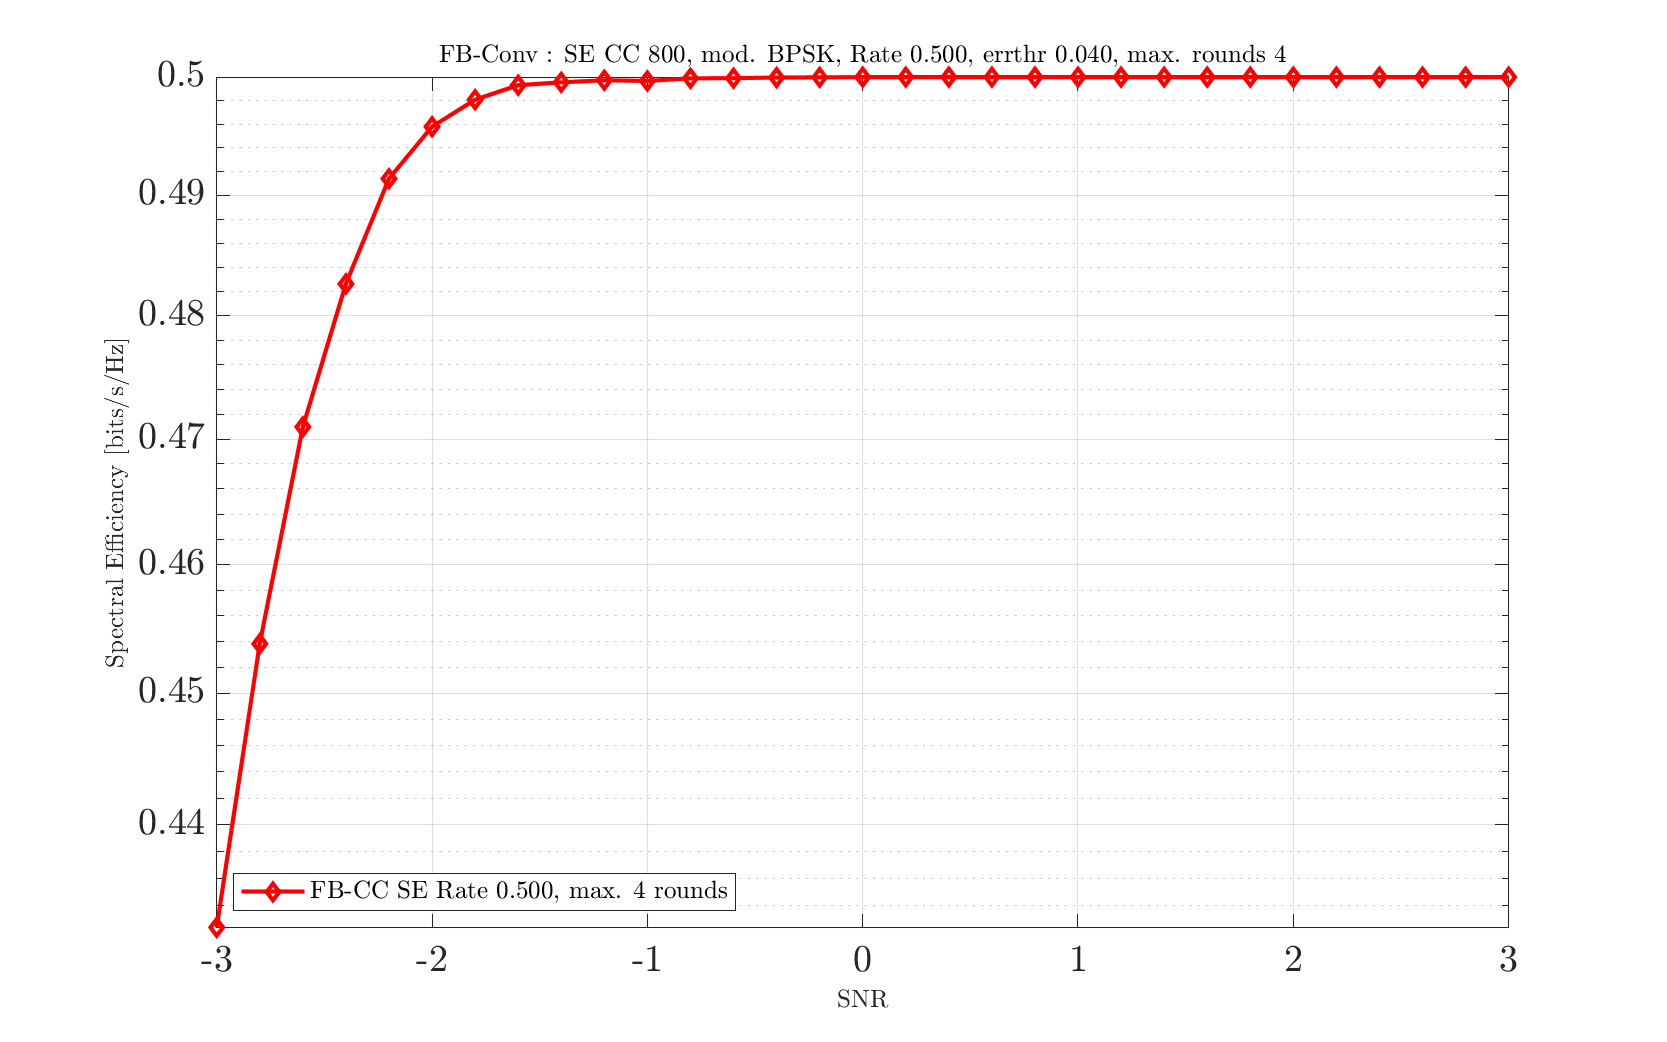 FB-Conv : SE CC 800, mod. BPSK, Rate 0.500, errthr 0.040, max. rounds 4
0.5
0.49
0.48
0.47
0.46
0.45
0.44
Spectral Efficiency [bits/s/Hz]
FB-CC SE Rate 0.500, max. 4 rounds
-3 -2 -1 0 1 2 3
SNR